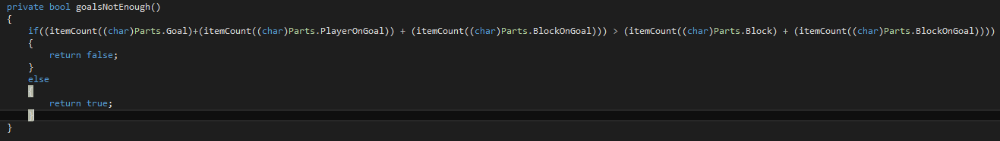 private bool goalsNotEnough()
{
if((itemCount((char)Parts.Goal)+(itemCount((char)Parts.PlayerOnGoal)) + (itemCount((char)Parts.BlockOnGoal))) > (itemCount((char)Parts.Block) + (itemCount((char)Parts.BlockOnGoal))))
{
return false;
}
else
{
return true;
}
}